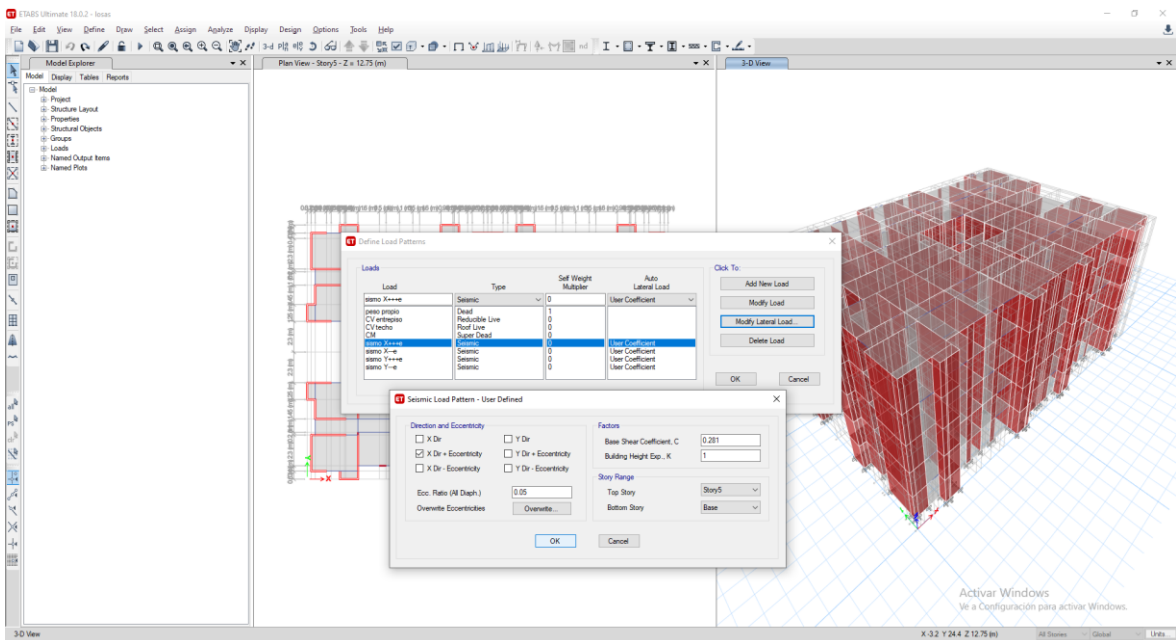 ETABS Ultimate 18.0.2 - losas
File Edit View Define Draw Select Assign Analyze Display Design Options Tools Help
Model Explorer
Plan View - Story5 - Z = 12.75 (m)
3-D View
Model Display Tables Reports
Model
Project
Structure Layout
Properties
Structural Objects
Groups
Loads
Named Output Items
Named Plots
Define Load Patterns
Loads
Click To:
Load Type Self Weight Multiplier Auto Lateral Load
sismo X+++e Seismic 0 User Coefficient
peso propio Dead 1
CV entrepiso Reducible Live 0
CV techo Roof Live 0
CM Super Dead 0
sismo X+++e Seismic 0 User Coefficient
sismo X---e Seismic 0 User Coefficient
sismo Y+++e Seismic 0 User Coefficient
sismo Y---e Seismic 0 User Coefficient
Add New Load
Modify Load
Modify Lateral Load...
Delete Load
OK Cancel
Seismic Load Pattern - User Defined
Direction and Eccentricity
X Dir Y Dir
X Dir + Eccentricity Y Dir + Eccentricity
X Dir - Eccentricity Y Dir - Eccentricity
Ecc. Ratio (All Diaph.) 0.05
Overwrite Eccentricities Overwrite...
Factors
Base Shear Coefficient, C 0.281
Building Height Exp., K 1
Story Range
Top Story Story5
Bottom Story Base
OK Cancel
X
Activar Windows
Ve a Configuración para activar Windows.
3-D View
X -3.2 Y 24.4 Z 12.75 (m) All Stories Global Units